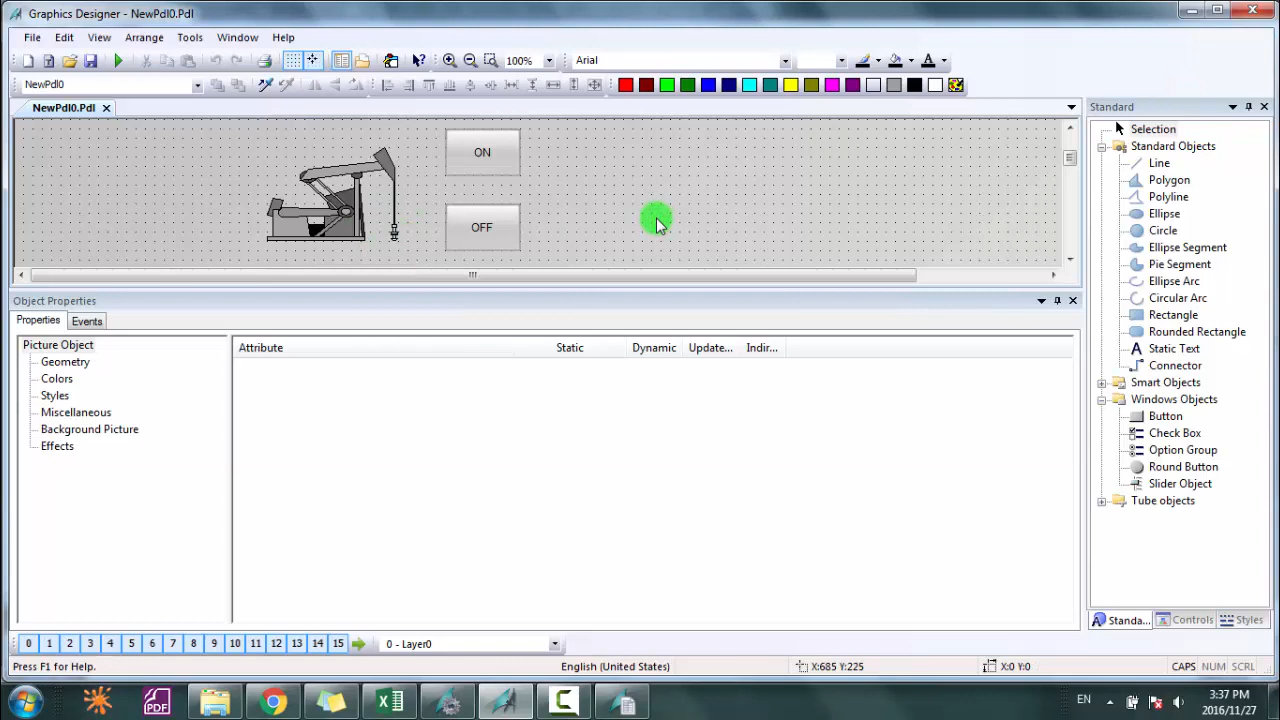 Graphics Designer - NewPdl0.Pdl
File Edit View Arrange Tools Window Help
100% Arial
NewPdl0
NewPdl0.Pdl
ON
OFF
Object Properties
Properties Events
Picture Object
Geometry
Colors
Styles
Miscellaneous
Background Picture
Effects
Attribute Static Dynamic Update... Indir...
Standard
Selection
Standard Objects
Line
Polygon
Polyline
Ellipse
Circle
Ellipse Segment
Pie Segment
Ellipse Arc
Circular Arc
Rectangle
Rounded Rectangle
Static Text
Connector
Smart Objects
Windows Objects
Button
Check Box
Option Group
Round Button
Slider Object
Tube objects
Standa... Controls Styles
0 1 2 3 4 5 6 7 8 9 10 11 12 13 14 15 0 - Layer0
Press F1 for Help. English (United States) X:685 Y:225 X:0 Y:0 CAPS NUM SCRL
PDF
EN 3:37 PM
2016/11/27